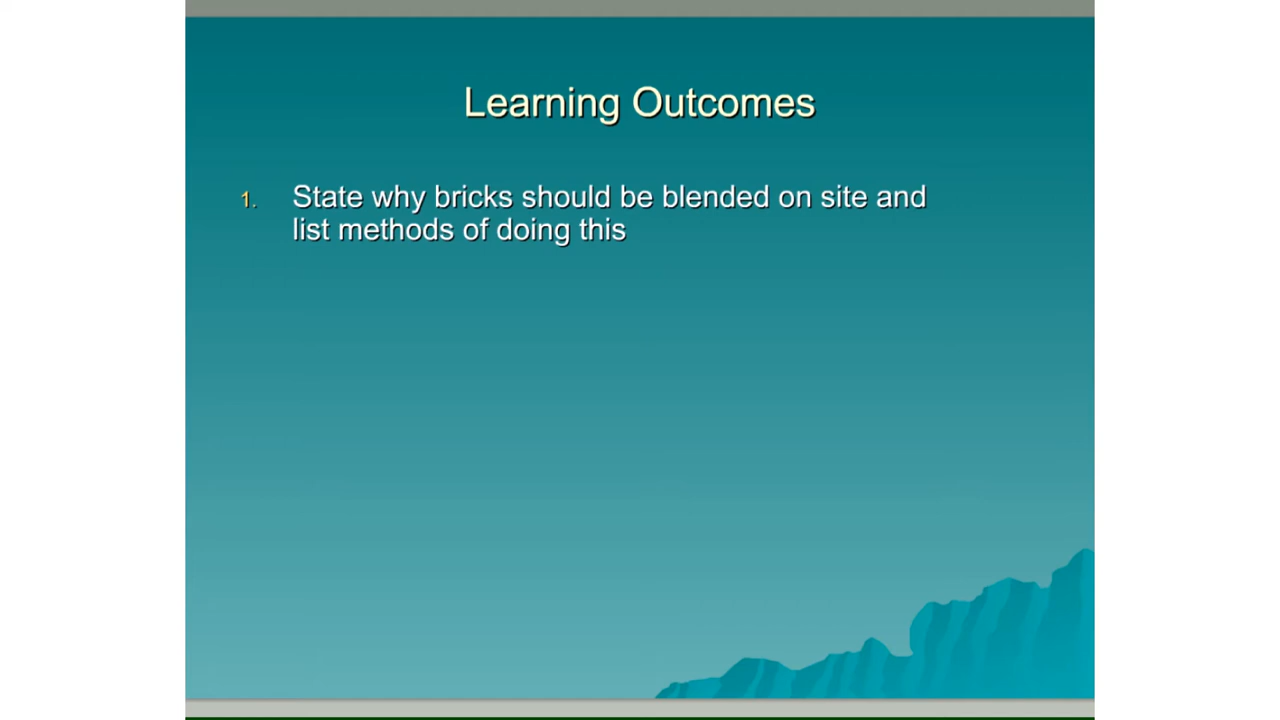 Learning Outcomes
1. State why bricks should be blended on site and
list methods of doing this